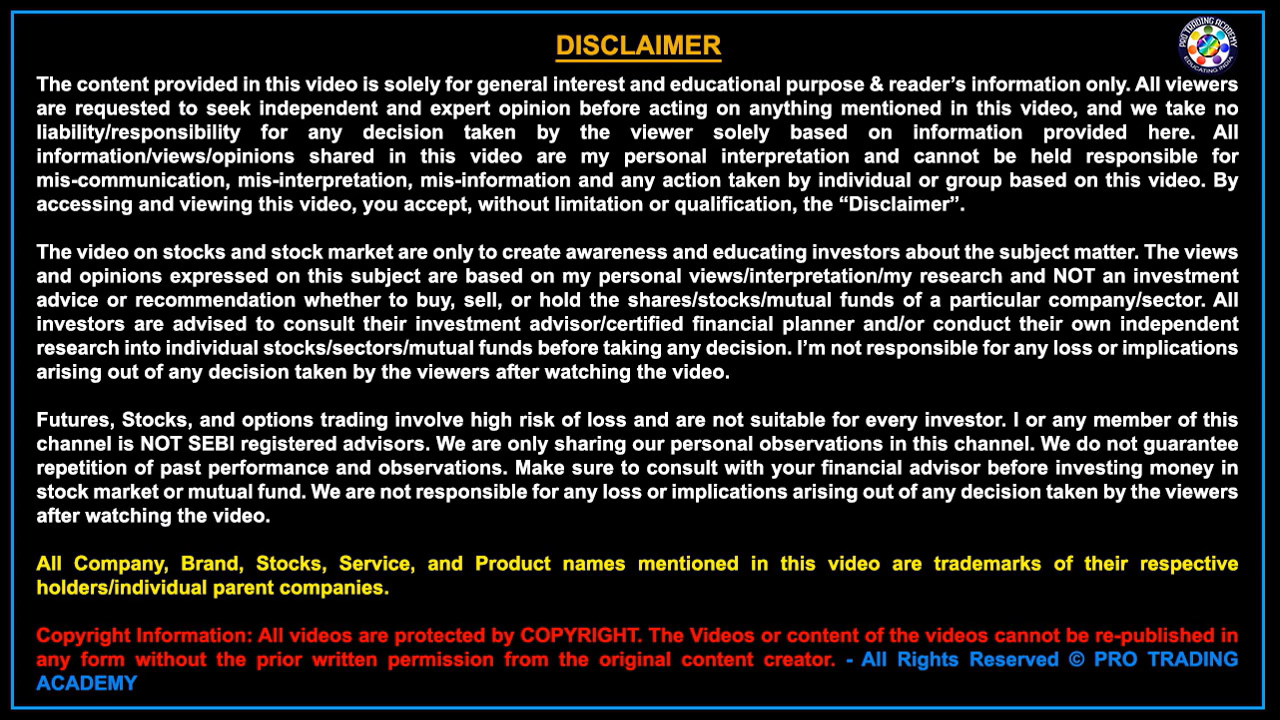 DISCLAIMER
PRO TRADING ACADEMY
EDUCATING INDIA
The content provided in this video is solely for general interest and educational purpose & reader's information only. All viewers
are requested to seek independent and expert opinion before acting on anything mentioned in this video, and we take no
liability/responsibility for any decision taken by the viewer solely based on information provided here. All
information/views/opinions shared in this video are my personal interpretation and cannot be held responsible for
mis-communication, mis-interpretation, mis-information and any action taken by individual or group based on this video. By
accessing and viewing this video, you accept, without limitation or qualification, the “Disclaimer”.
The video on stocks and stock market are only to create awareness and educating investors about the subject matter. The views
and opinions expressed on this subject are based on my personal views/interpretation/my research and NOT an investment
advice or recommendation whether to buy, sell, or hold the shares/stocks/mutual funds of a particular company/sector. All
investors are advised to consult their investment advisor/certified financial planner and/or conduct their own independent
research into individual stocks/sectors/mutual funds before taking any decision. I'm not responsible for any loss or implications
arising out of any decision taken by the viewers after watching the video.
Futures, Stocks, and options trading involve high risk of loss and are not suitable for every investor. I or any member of this
channel is NOT SEBI registered advisors. We are only sharing our personal observations in this channel. We do not guarantee
repetition of past performance and observations. Make sure to consult with your financial advisor before investing money in
stock market or mutual fund. We are not responsible for any loss or implications arising out of any decision taken by the viewers
after watching the video.
All Company, Brand, Stocks, Service, and Product names mentioned in this video are trademarks of their respective
holders/individual parent companies.
Copyright Information: All videos are protected by COPYRIGHT. The Videos or content of the videos cannot be re-published in
any form without the prior written permission from the original content creator. - All Rights Reserved © PRO TRADING
ACADEMY